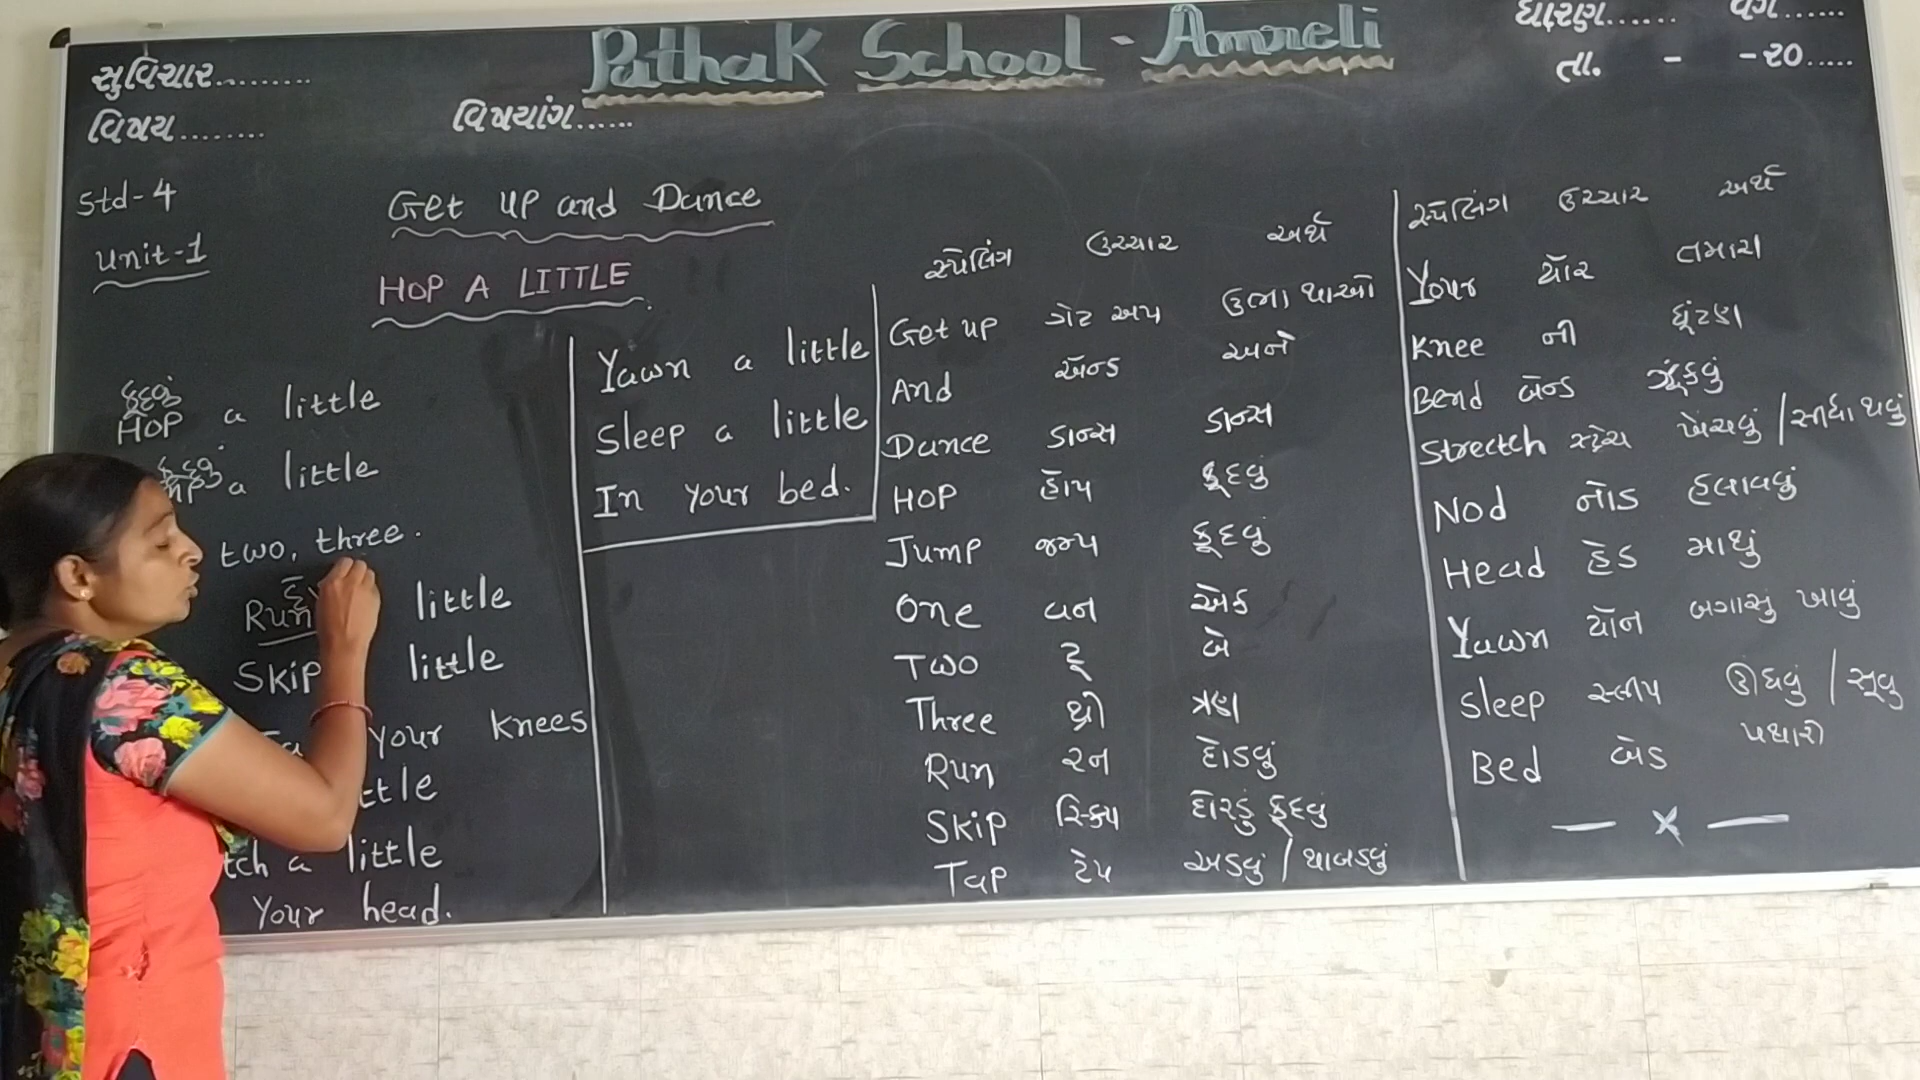 સુવિચાર.........
Pathak School - Amreli
ધોરણ...... વર્ગ......
તા. - -૨૦.....
વિષય........
વિષયાંગ......
Std-4
Unit-1
Get up and Dance
HOP A LITTLE
કૂદવું
HOP a little
કૂદવું
a little
two, three.
Run little
Skip little
your knees
ttle
tch a little
Your head.
Yawn a little
Sleep a little
In your bed.
સ્પેલિંગ ઉચ્ચાર અર્થ
Get up ગેટ અપ ઉભા થાઓ
And ઍન્ડ અને
Dance ડાન્સ ડાન્સ
HOP હૉપ કૂદવું
Jump જમ્પ કૂદવું
One વન એક
Two ટૂ બે
Three થ્રી ત્રણ
Run રન દોડવું
Skip સ્કિપ દોરડું કૂદવું
Tap ટેપ અડવું / થાબડવું
સ્પેલિંગ ઉચ્ચાર અર્થ
Your યૉર તમારા
Knee ની ઘૂંટણ
Bend બૅન્ડ ઝૂકવું
Strectch સ્ટ્રેચ ખેંચવું / સીધા થવું
Nod નૉડ હલાવવું
Head હેડ માથું
Yawn યૉન બગાસુ ખાવું
Sleep સ્લીપ ઊંઘવું / સૂવુ
Bed બેડ પથારી
— x —